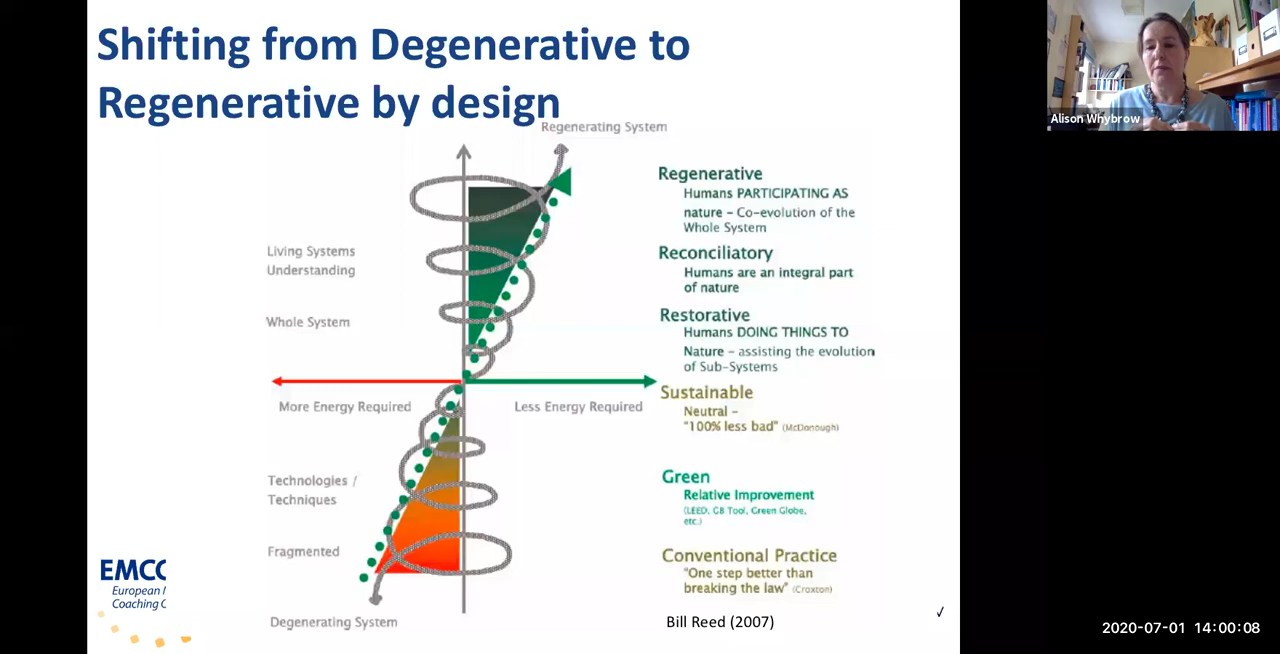 Shifting from Degenerative to
Regenerative by design
Regenerating System
Regenerative
Humans PARTICIPATING AS
nature – Co-evolution of the
Whole System
Living Systems
Understanding
Reconciliatory
Humans are an integral part
of nature
Whole System
Restorative
Humans DOING THINGS TO
Nature – assisting the evolution
of Sub-Systems
More Energy Required
Less Energy Required
Sustainable
Neutral –
"100% less bad" (McDonough)
Technologies /
Techniques
Green
Relative Improvement
(LEED, GB Tool, Green Globe,
etc.)
Fragmented
Conventional Practice
"One step better than
breaking the law" (Croxton)
Degenerating System
Bill Reed (2007)
EMCC
European
Coaching
Alison Whybrow
2020-07-01 14:00:08